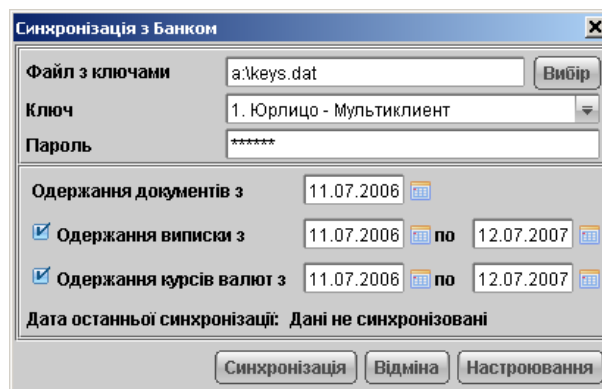 Синхронізація з Банком
Файл з ключами a:\keys.dat Вибір
Ключ 1. Юрлицо - Мультиклиент
Пароль ******
Одержання документів з 11.07.2006
Одержання виписки з 11.07.2006 по 12.07.2007
Одержання курсів валют з 11.07.2006 по 12.07.2007
Дата останньої синхронізації: Дані не синхронізовані
Синхронізація Відміна Настроювання